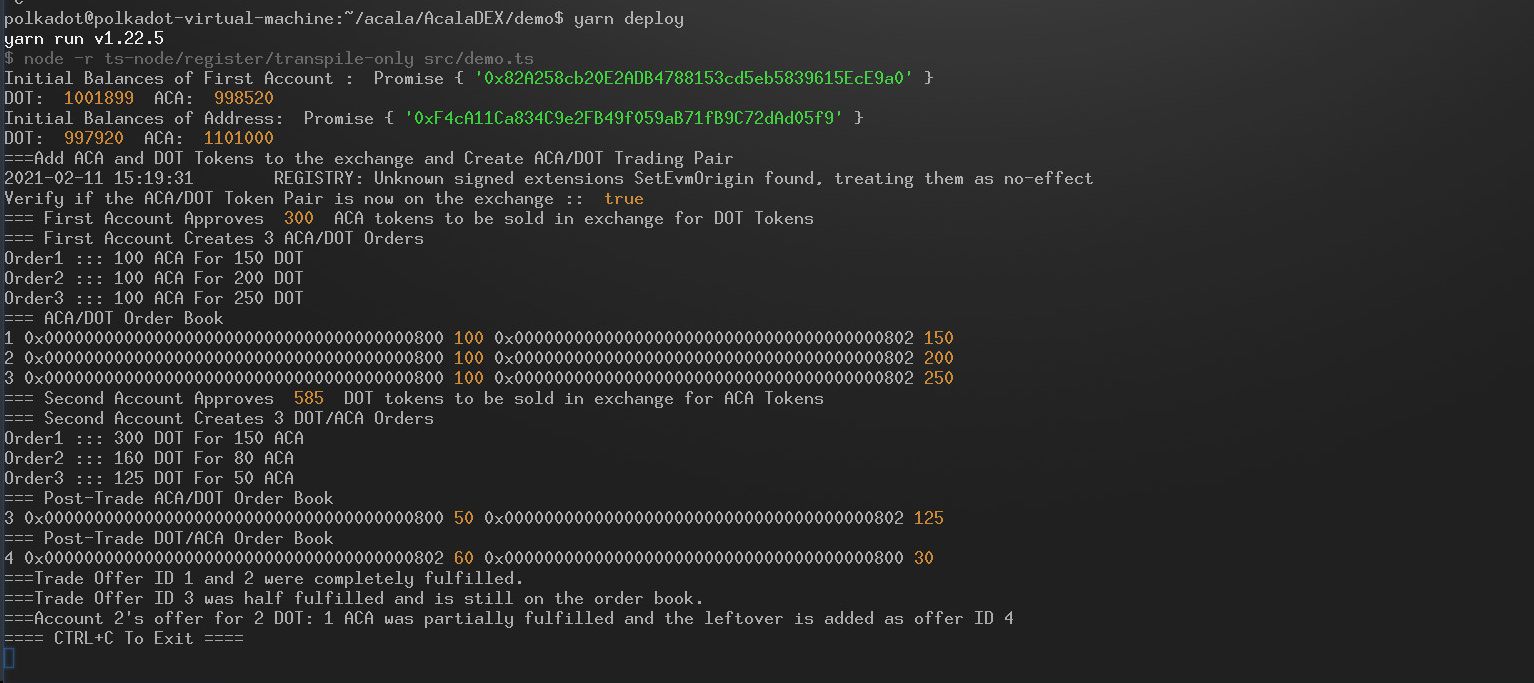 polkadot@polkadot-virtual-machine:~/acala/AcalaDEX/demo$ yarn deploy
yarn run v1.22.5
$ node -r ts-node/register/transpile-only src/demo.ts
Initial Balances of First Account :  Promise { '0x82A258cb20E2ADB4788153cd5eb5839615EcE9a0' }
DOT:  1001899  ACA:  998520
Initial Balances of Address:  Promise { '0xF4cA11Ca834C9e2FB49f059aB71fB9C72dAd05f9' }
DOT:  997920  ACA:  1101000
===Add ACA and DOT Tokens to the exchange and Create ACA/DOT Trading Pair
2021-02-11 15:19:31        REGISTRY: Unknown signed extensions SetEvmOrigin found, treating them as no-effect
Verify if the ACA/DOT Token Pair is now on the exchange ::  true
=== First Account Approves  300  ACA tokens to be sold in exchange for DOT Tokens
=== First Account Creates 3 ACA/DOT Orders
Order1 ::: 100 ACA For 150 DOT
Order2 ::: 100 ACA For 200 DOT
Order3 ::: 100 ACA For 250 DOT
=== ACA/DOT Order Book
1 0x0000000000000000000000000000000000000800 100 0x0000000000000000000000000000000000000802 150
2 0x0000000000000000000000000000000000000800 100 0x0000000000000000000000000000000000000802 200
3 0x0000000000000000000000000000000000000800 100 0x0000000000000000000000000000000000000802 250
=== Second Account Approves  585  DOT tokens to be sold in exchange for ACA Tokens
=== Second Account Creates 3 DOT/ACA Orders
Order1 ::: 300 DOT For 150 ACA
Order2 ::: 160 DOT For 80 ACA
Order3 ::: 125 DOT For 50 ACA
=== Post-Trade ACA/DOT Order Book
3 0x0000000000000000000000000000000000000800 50 0x0000000000000000000000000000000000000802 125
=== Post-Trade DOT/ACA Order Book
4 0x0000000000000000000000000000000000000802 60 0x0000000000000000000000000000000000000800 30
===Trade Offer ID 1 and 2 were completely fulfilled.
===Trade Offer ID 3 was half fulfilled and is still on the order book.
===Account 2's offer for 2 DOT: 1 ACA was partially fulfilled and the leftover is added as offer ID 4
==== CTRL+C To Exit ====